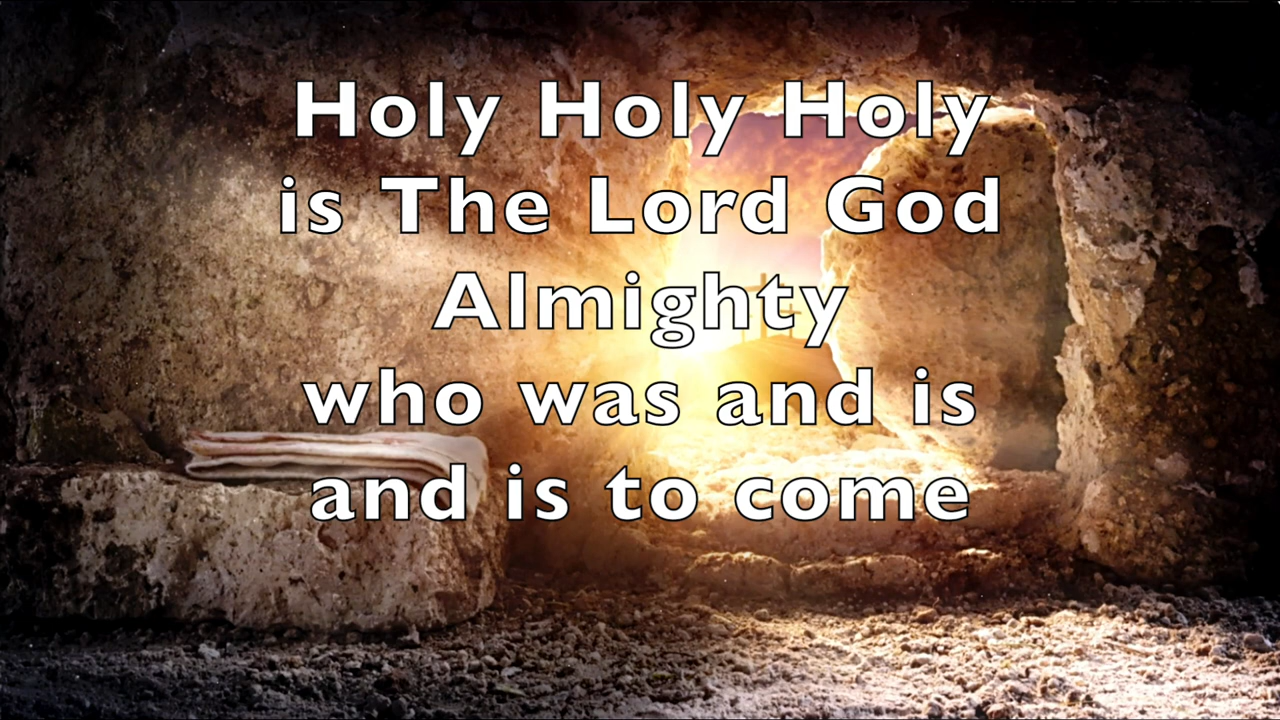 Holy Holy Holy
is The Lord God
Almighty
who was and is
and is to come